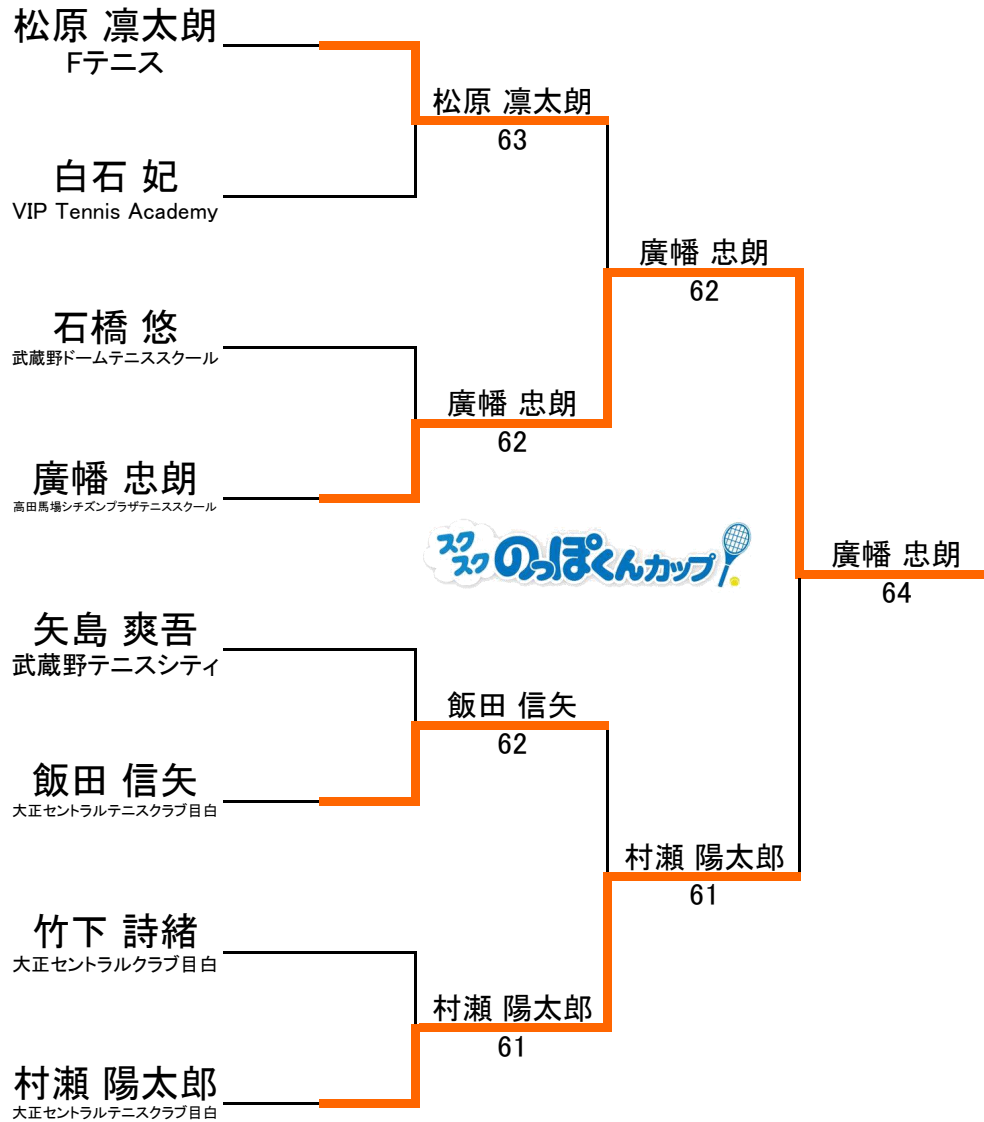 松原 凛太朗
Fテニス
松原 凛太朗
63
白石 妃
VIP Tennis Academy
廣幡 忠朗
62
石橋 悠
武蔵野ドームテニススクール
廣幡 忠朗
62
廣幡 忠朗
高田馬場シチズンプラザテニススクール
スク
スク
のっぽくんカップ
廣幡 忠朗
64
矢島 爽吾
武蔵野テニスシティ
飯田 信矢
62
飯田 信矢
大正セントラルテニスクラブ目白
村瀬 陽太郎
61
竹下 詩緒
大正セントラルクラブ目白
村瀬 陽太郎
61
村瀬 陽太郎
大正セントラルテニスクラブ目白